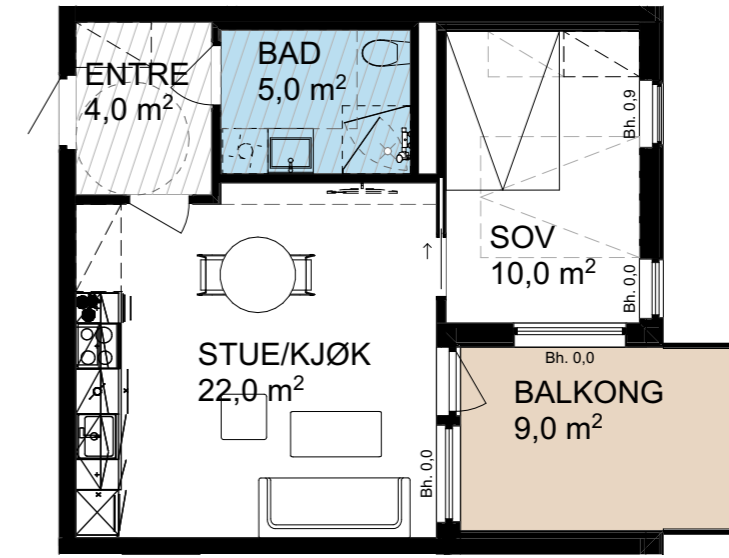 ENTRE
4,0 m²
BAD
5,0 m²
Bh. 0,9
SOV
10,0 m²
Bh. 0,0
STUE/KJØK
22,0 m²
Bh. 0,0
BALKONG
9,0 m²
Bh. 0,0